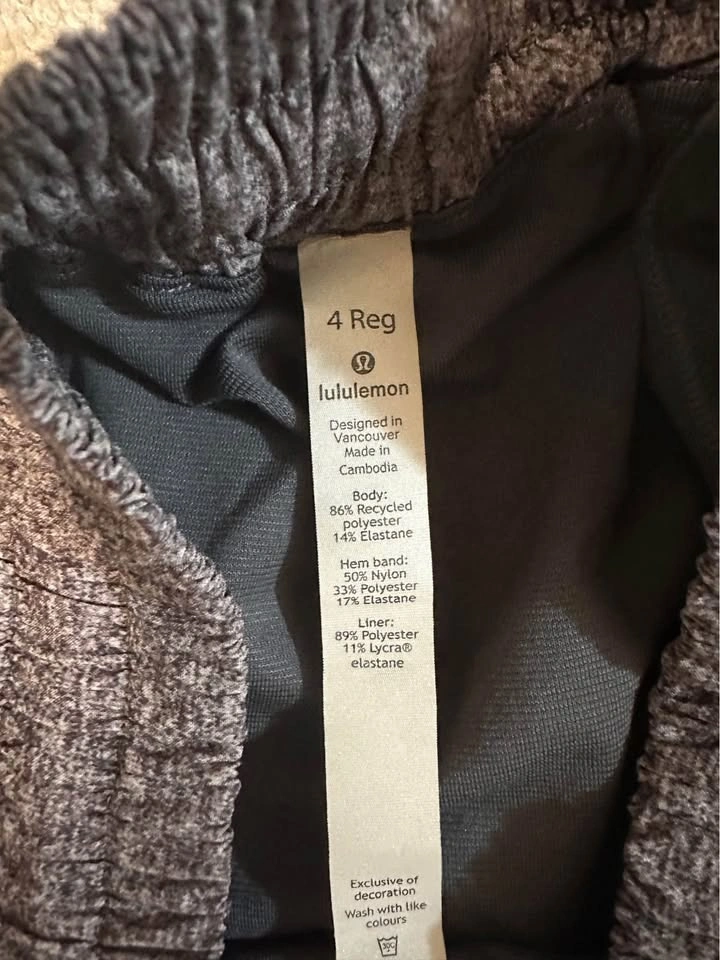 4 Reg
lululemon
Designed in
Vancouver
Made in
Cambodia
Body:
86% Recycled
polyester
14% Elastane
Hem band:
50% Nylon
33% Polyester
17% Elastane
Liner:
89% Polyester
11% Lycra®
elastane
Exclusive of
decoration
Wash with like
colours
30C